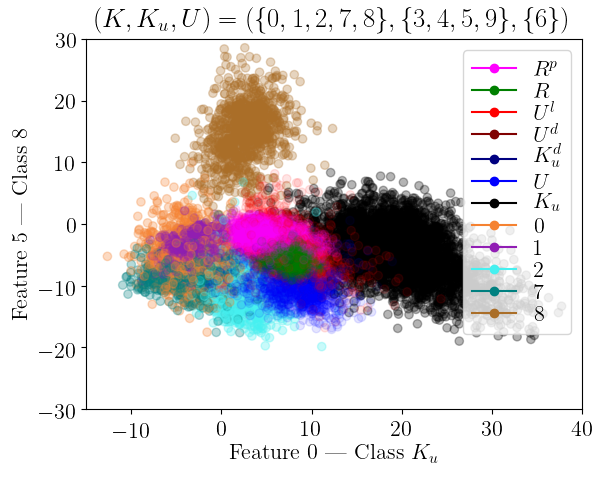 (K, K_u, U) = ({0, 1, 2, 7, 8}, {3, 4, 5, 9}, {6})
30
20
10
0
−10
−20
−30
Feature 5 — Class 8
R^p
R
U^l
U^d
K_u^d
U
K_u
0
1
2
7
8
−10
0
10
20
30
40
Feature 0 — Class K_u